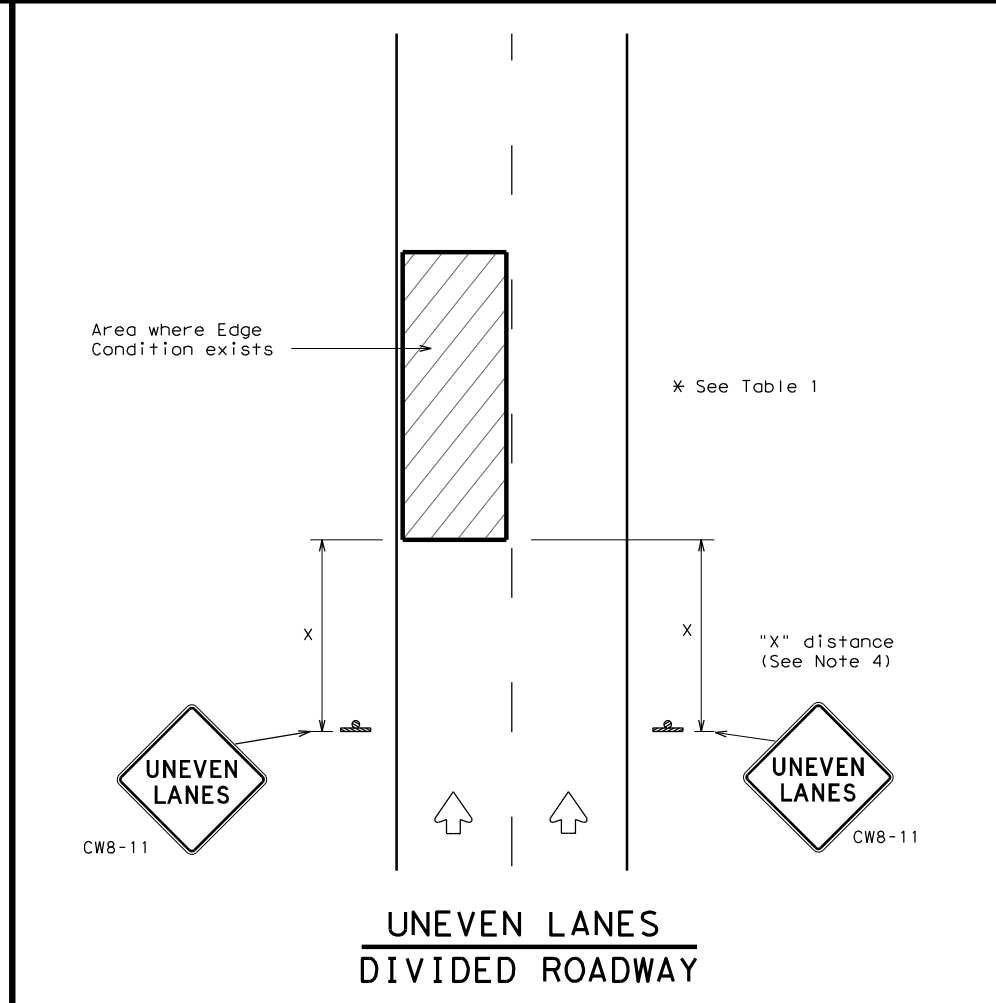 Area where Edge
Condition exists
* See Table 1
X
X
"X" distance
(See Note 4)
UNEVEN
LANES
CW8-11
UNEVEN
LANES
CW8-11
UNEVEN LANES
DIVIDED ROADWAY